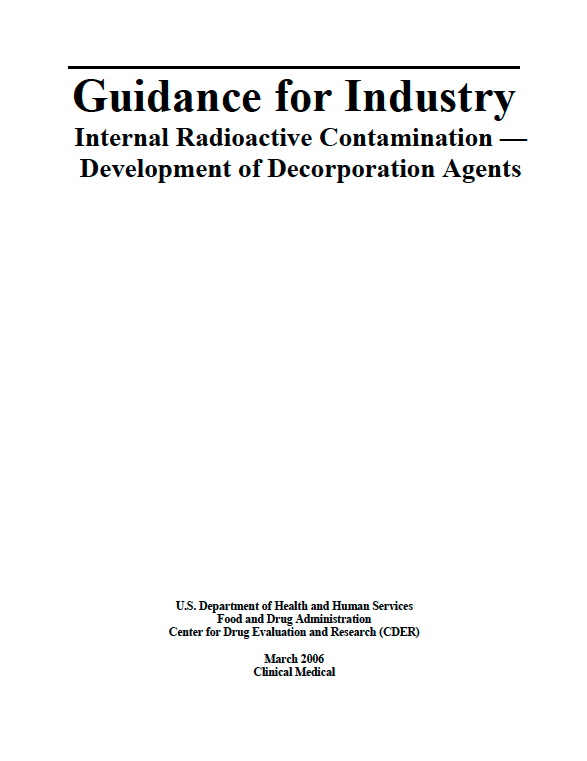 Guidance for Industry
Internal Radioactive Contamination —
Development of Decorporation Agents
U.S. Department of Health and Human Services
Food and Drug Administration
Center for Drug Evaluation and Research (CDER)
March 2006
Clinical Medical